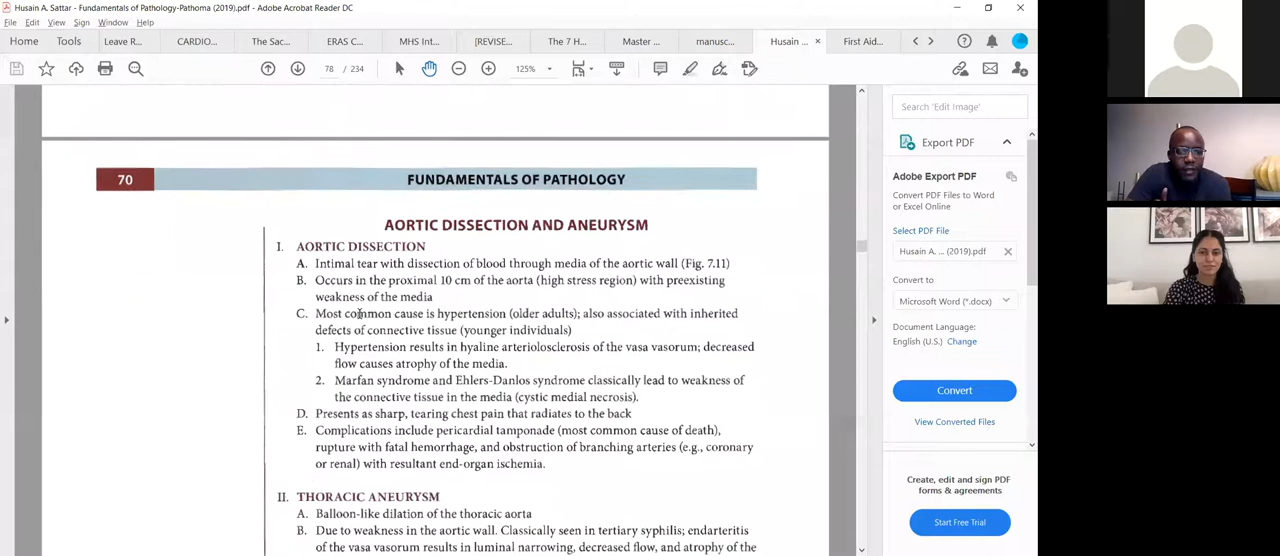 Husain A. Sattar - Fundamentals of Pathology-Pathoma (2019).pdf - Adobe Acrobat Reader DC
File Edit View Sign Window Help
Home Tools Leave R... CARDIO... The Sac... ERAS C... MHS Int... [REVISE... The 7 H... Master ... manusc... Husain ... × First Aid...
78 / 234 125%
Search 'Edit Image'
Export PDF
Adobe Export PDF
Convert PDF Files to Word
or Excel Online
Select PDF File
Husain A. ... (2019).pdf
Convert to
Microsoft Word (*.docx)
Document Language:
English (U.S.) Change
Convert
View Converted Files
Create, edit and sign PDF
forms & agreements
Start Free Trial
70 FUNDAMENTALS OF PATHOLOGY
AORTIC DISSECTION AND ANEURYSM
I. AORTIC DISSECTION
A. Intimal tear with dissection of blood through media of the aortic wall (Fig. 7.11)
B. Occurs in the proximal 10 cm of the aorta (high stress region) with preexisting
weakness of the media
C. Most common cause is hypertension (older adults); also associated with inherited
defects of connective tissue (younger individuals)
1. Hypertension results in hyaline arteriolosclerosis of the vasa vasorum; decreased
flow causes atrophy of the media.
2. Marfan syndrome and Ehlers-Danlos syndrome classically lead to weakness of
the connective tissue in the media (cystic medial necrosis).
D. Presents as sharp, tearing chest pain that radiates to the back
E. Complications include pericardial tamponade (most common cause of death),
rupture with fatal hemorrhage, and obstruction of branching arteries (e.g., coronary
or renal) with resultant end-organ ischemia.
II. THORACIC ANEURYSM
A. Balloon-like dilation of the thoracic aorta
B. Due to weakness in the aortic wall. Classically seen in tertiary syphilis; endarteritis
of the vasa vasorum results in luminal narrowing, decreased flow, and atrophy of the